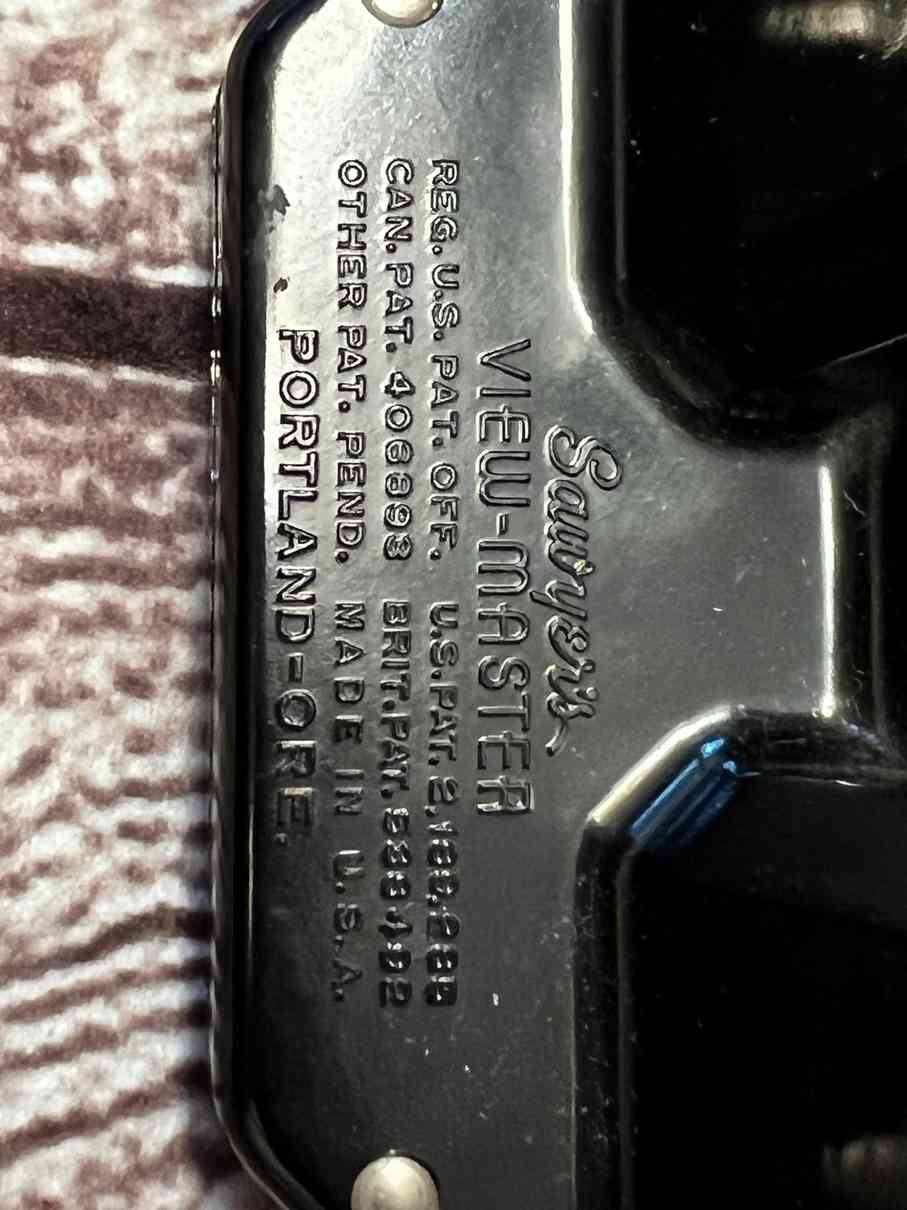 Sawyer's
VIEW-MASTER
REG. U.S. PAT. OFF. U.S. PAT. 2,189,285
CAN. PAT. 406893 BRIT. PAT. 536492
OTHER PAT. PEND. MADE IN U.S.A.
PORTLAND-ORE.